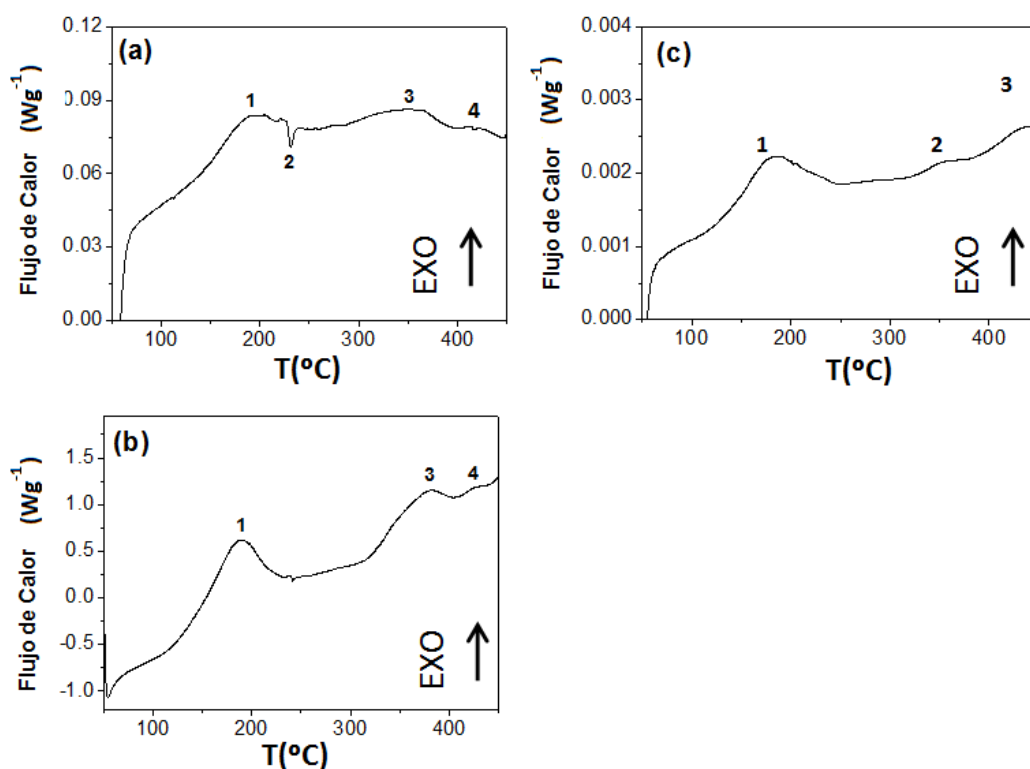 (a)
Flujo de Calor (Wg⁻¹)
0.12
0.09
0.06
0.03
0.00
1
2
3
4
EXO
100 200 300 400
T(ºC)
(c)
Flujo de Calor (Wg⁻¹)
0.004
0.003
0.002
0.001
0.000
1
2
3
EXO
100 200 300 400
T(ºC)
(b)
Flujo de Calor (Wg⁻¹)
1.5
1.0
0.5
0.0
-0.5
-1.0
1
3
4
EXO
100 200 300 400
T(ºC)